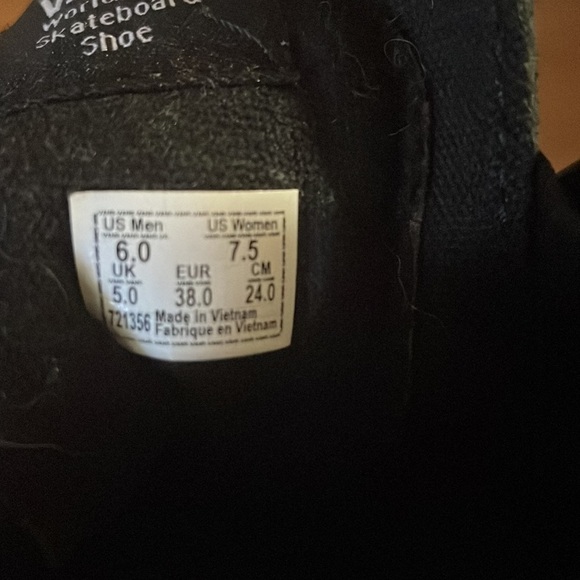 World
skateboard
Shoe
US Men US Women
6.0 7.5
UK EUR CM
5.0 38.0 24.0
721356 Made in Vietnam
Fabrique en Vietnam